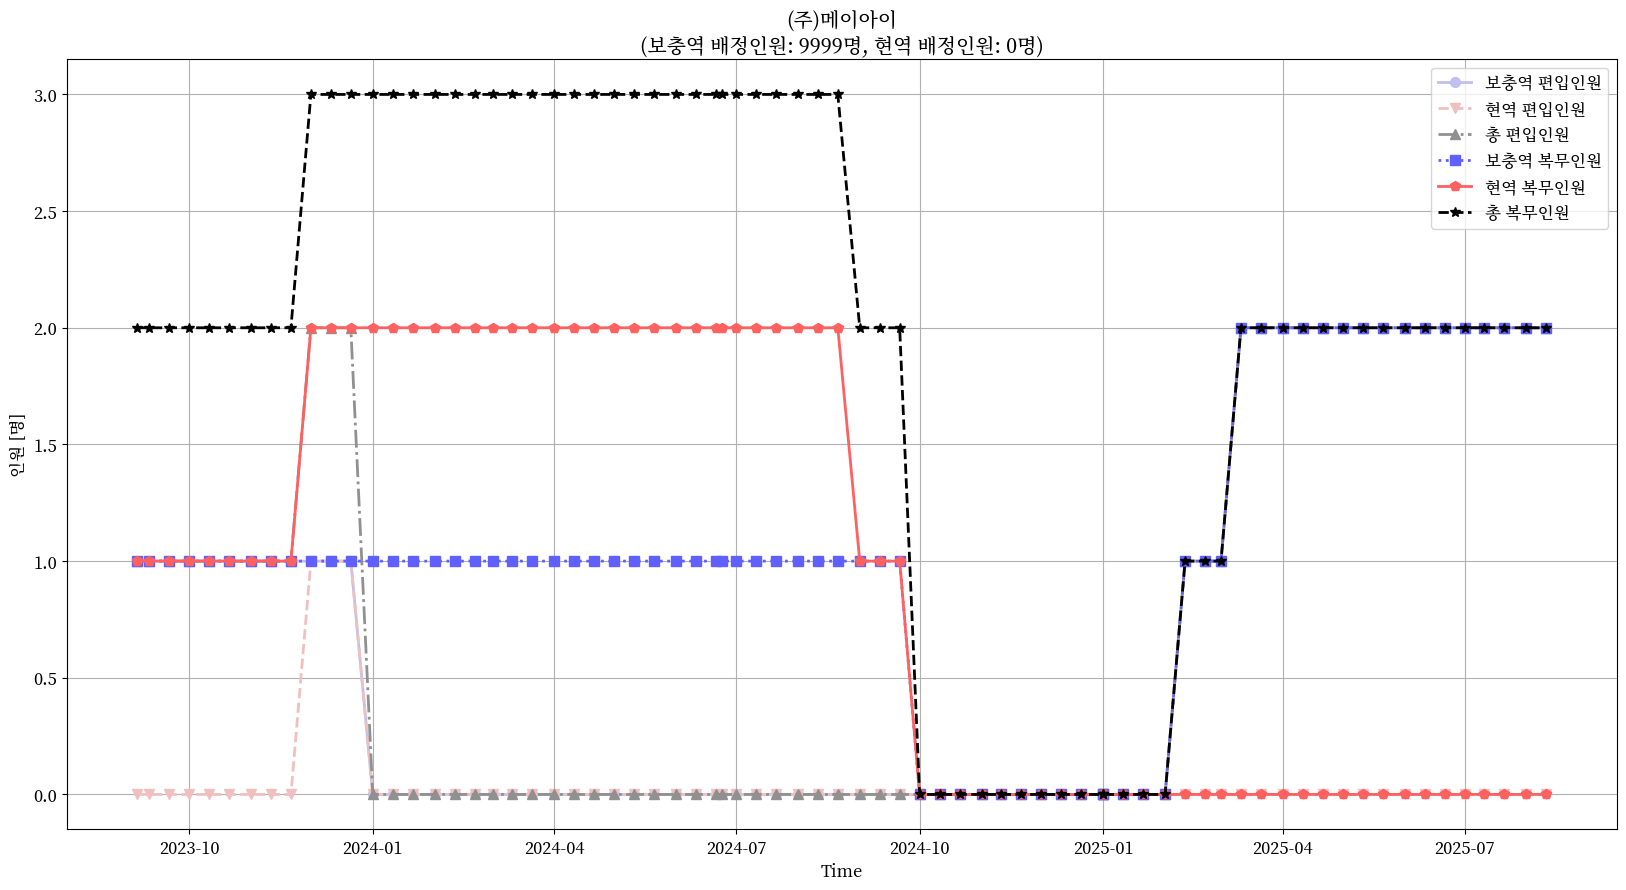 (주)메이아이
(보충역 배정인원: 9999명, 현역 배정인원: 0명)
보충역 편입인원
현역 편입인원
총 편입인원
보충역 복무인원
현역 복무인원
총 복무인원
인원 [명]
3.0
2.5
2.0
1.5
1.0
0.5
0.0
2023-10
2024-01
2024-04
2024-07
2024-10
2025-01
2025-04
2025-07
Time